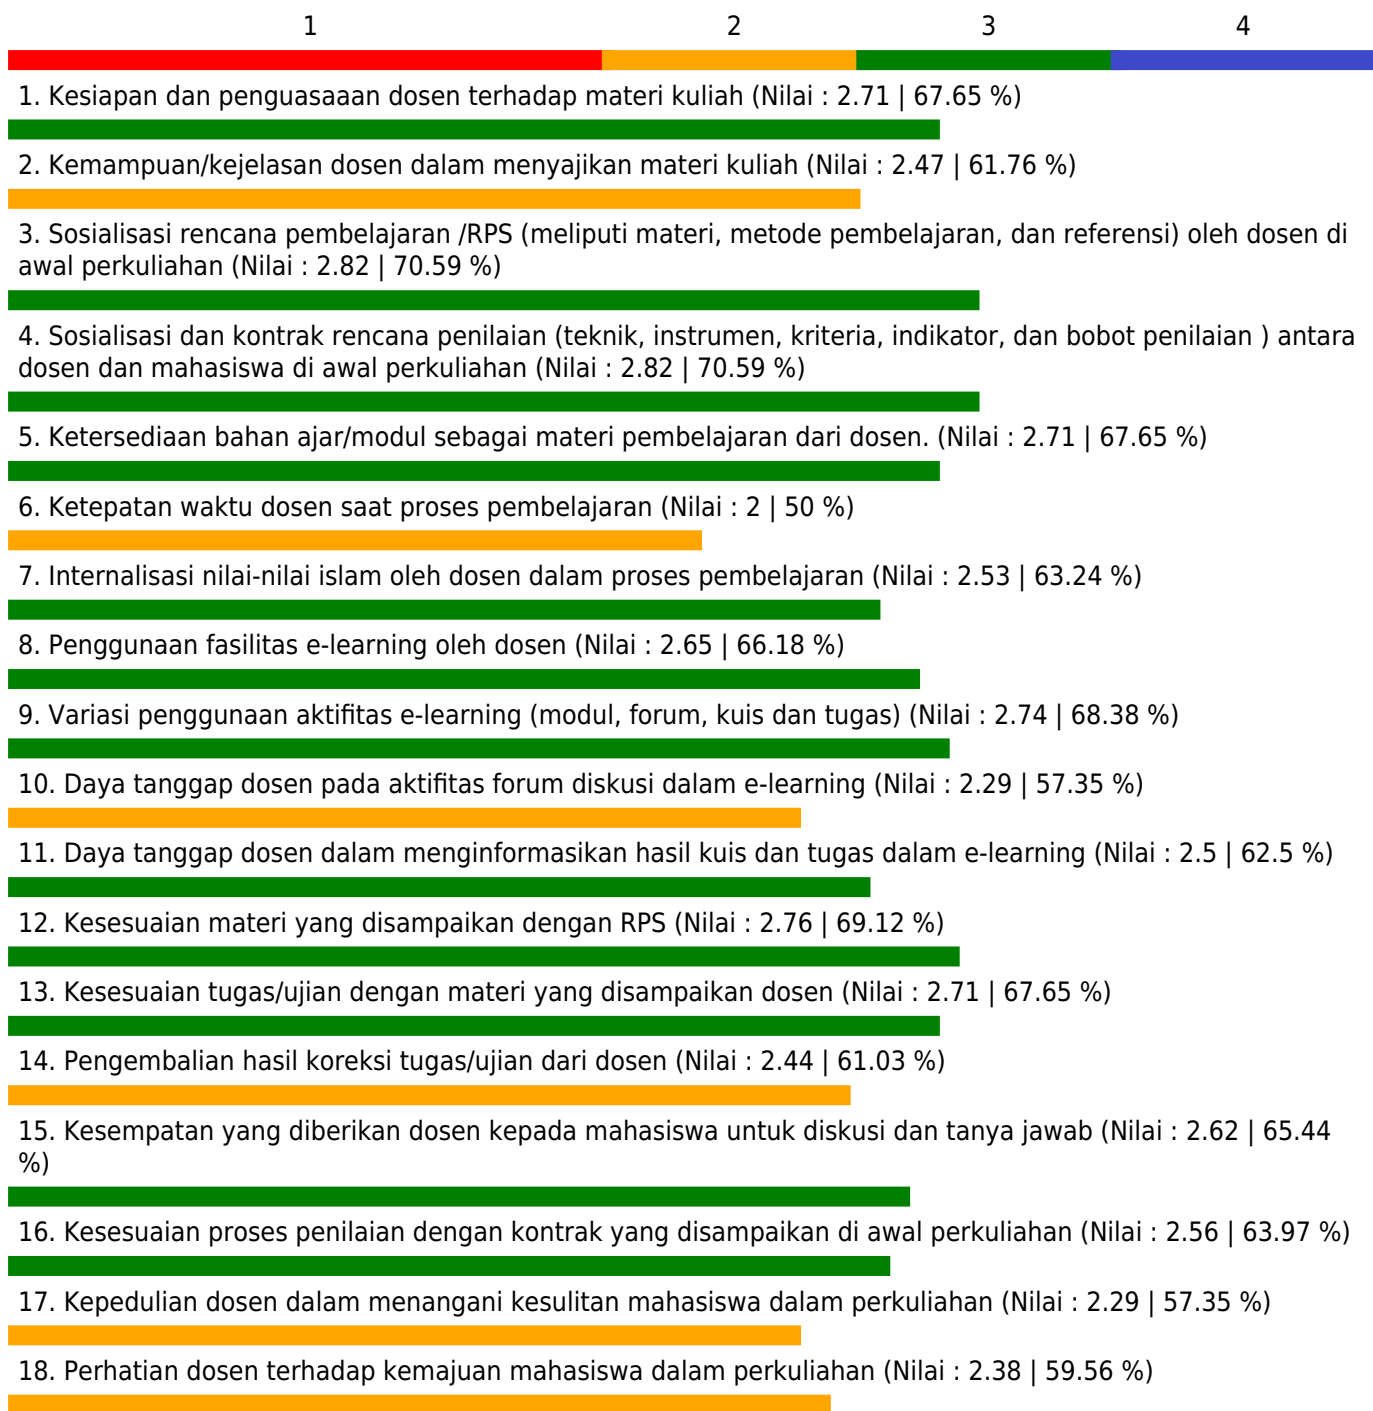 1 2 3 4
1. Kesiapan dan penguasaaan dosen terhadap materi kuliah (Nilai : 2.71 | 67.65 %)
2. Kemampuan/kejelasan dosen dalam menyajikan materi kuliah (Nilai : 2.47 | 61.76 %)
3. Sosialisasi rencana pembelajaran /RPS (meliputi materi, metode pembelajaran, dan referensi) oleh dosen di
awal perkuliahan (Nilai : 2.82 | 70.59 %)
4. Sosialisasi dan kontrak rencana penilaian (teknik, instrumen, kriteria, indikator, dan bobot penilaian ) antara
dosen dan mahasiswa di awal perkuliahan (Nilai : 2.82 | 70.59 %)
5. Ketersediaan bahan ajar/modul sebagai materi pembelajaran dari dosen. (Nilai : 2.71 | 67.65 %)
6. Ketepatan waktu dosen saat proses pembelajaran (Nilai : 2 | 50 %)
7. Internalisasi nilai-nilai islam oleh dosen dalam proses pembelajaran (Nilai : 2.53 | 63.24 %)
8. Penggunaan fasilitas e-learning oleh dosen (Nilai : 2.65 | 66.18 %)
9. Variasi penggunaan aktifitas e-learning (modul, forum, kuis dan tugas) (Nilai : 2.74 | 68.38 %)
10. Daya tanggap dosen pada aktifitas forum diskusi dalam e-learning (Nilai : 2.29 | 57.35 %)
11. Daya tanggap dosen dalam menginformasikan hasil kuis dan tugas dalam e-learning (Nilai : 2.5 | 62.5 %)
12. Kesesuaian materi yang disampaikan dengan RPS (Nilai : 2.76 | 69.12 %)
13. Kesesuaian tugas/ujian dengan materi yang disampaikan dosen (Nilai : 2.71 | 67.65 %)
14. Pengembalian hasil koreksi tugas/ujian dari dosen (Nilai : 2.44 | 61.03 %)
15. Kesempatan yang diberikan dosen kepada mahasiswa untuk diskusi dan tanya jawab (Nilai : 2.62 | 65.44
%)
16. Kesesuaian proses penilaian dengan kontrak yang disampaikan di awal perkuliahan (Nilai : 2.56 | 63.97 %)
17. Kepedulian dosen dalam menangani kesulitan mahasiswa dalam perkuliahan (Nilai : 2.29 | 57.35 %)
18. Perhatian dosen terhadap kemajuan mahasiswa dalam perkuliahan (Nilai : 2.38 | 59.56 %)